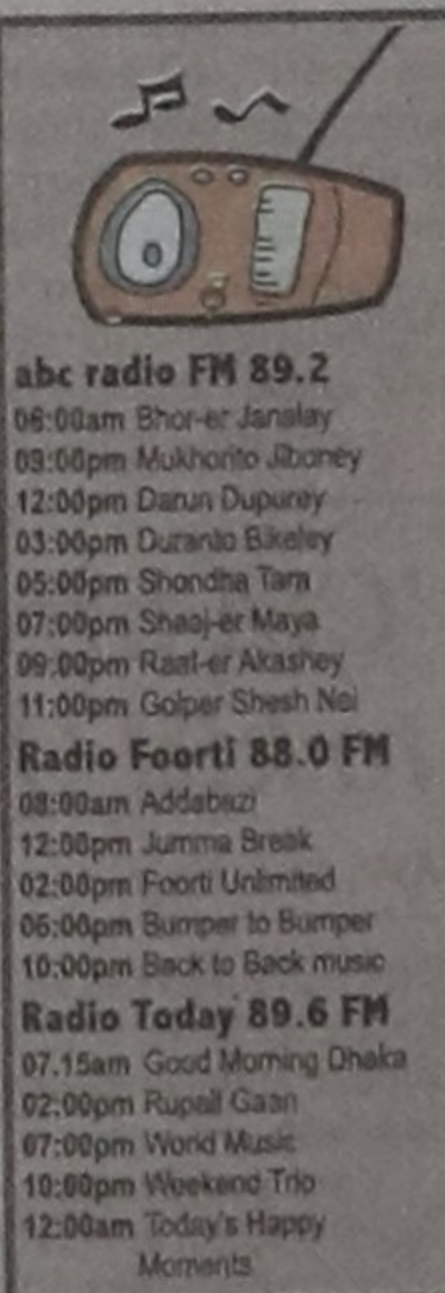 abc radio FM 89.2
06:00am Bhor-er Janalay
09:00pm Mukhorito Jiboney
12:00pm Darun Dupurey
03:00pm Duranto Bikeley
05:00pm Shondha Tara
07:00pm Shaaj-er Maya
09:00pm Raat-er Akashey
11:00pm Golper Shesh Nei
Radio Foorti 88.0 FM
08:00am Addabazi
12:00pm Jumma Break
02:00pm Foorti Unlimited
06:00pm Bumper to Bumper
10:00pm Back to Back music
Radio Today 89.6 FM
07.15am Good Morning Dhaka
02:00pm Rupali Gaan
07:00pm World Music
10:00pm Weekend Trip
12:00am Today's Happy
Moments